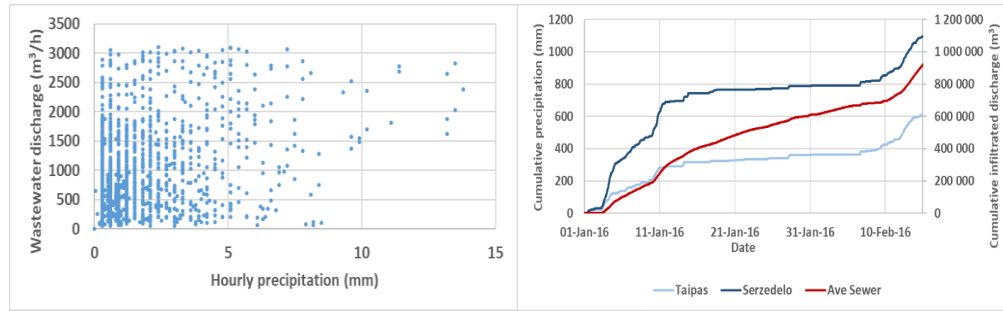 Wastewater discharge (m³/h)
3500
3000
2500
2000
1500
1000
500
0
0 5 10 15
Hourly precipitation (mm)
Cumulative precipitation (mm)
1200
1000
800
600
400
200
0
1 200 000
1 000 000
800 000
600 000
400 000
200 000
0
Cumulative infiltrated discharge (m³)
01-Jan-16 11-Jan-16 21-Jan-16 31-Jan-16 10-Feb-16
Date
Taipas Serzedelo Ave Sewer